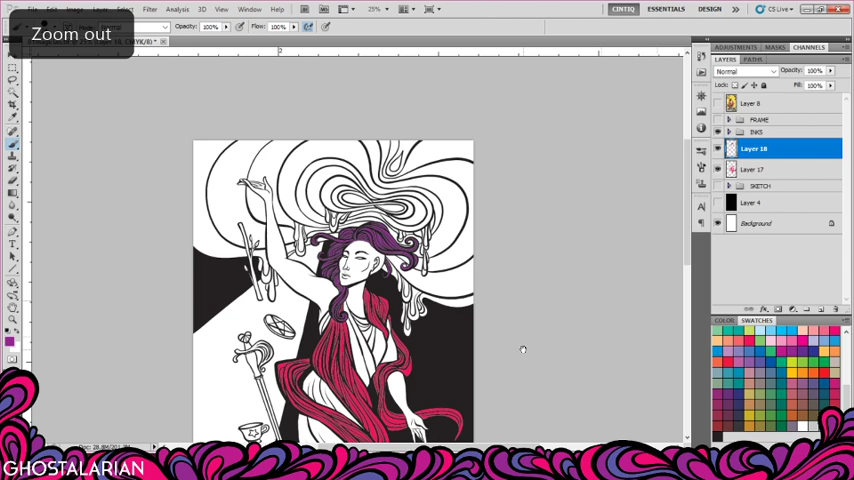 Zoom out
Edit Image Layer Select Filter Analysis 3D View Window Help
25%
CINTIQ ESSENTIALS DESIGN
CS Live
Opacity: 100% Flow: 100%
ADJUSTMENTS MASKS CHANNELS
LAYERS PATHS
Normal Opacity: 100%
Lock: Fill: 100%
Layer 8
FRAME
INKS
Layer 18
Layer 17
SKETCH
Layer 4
Background
COLOR SWATCHES
GHOSTALARIAN